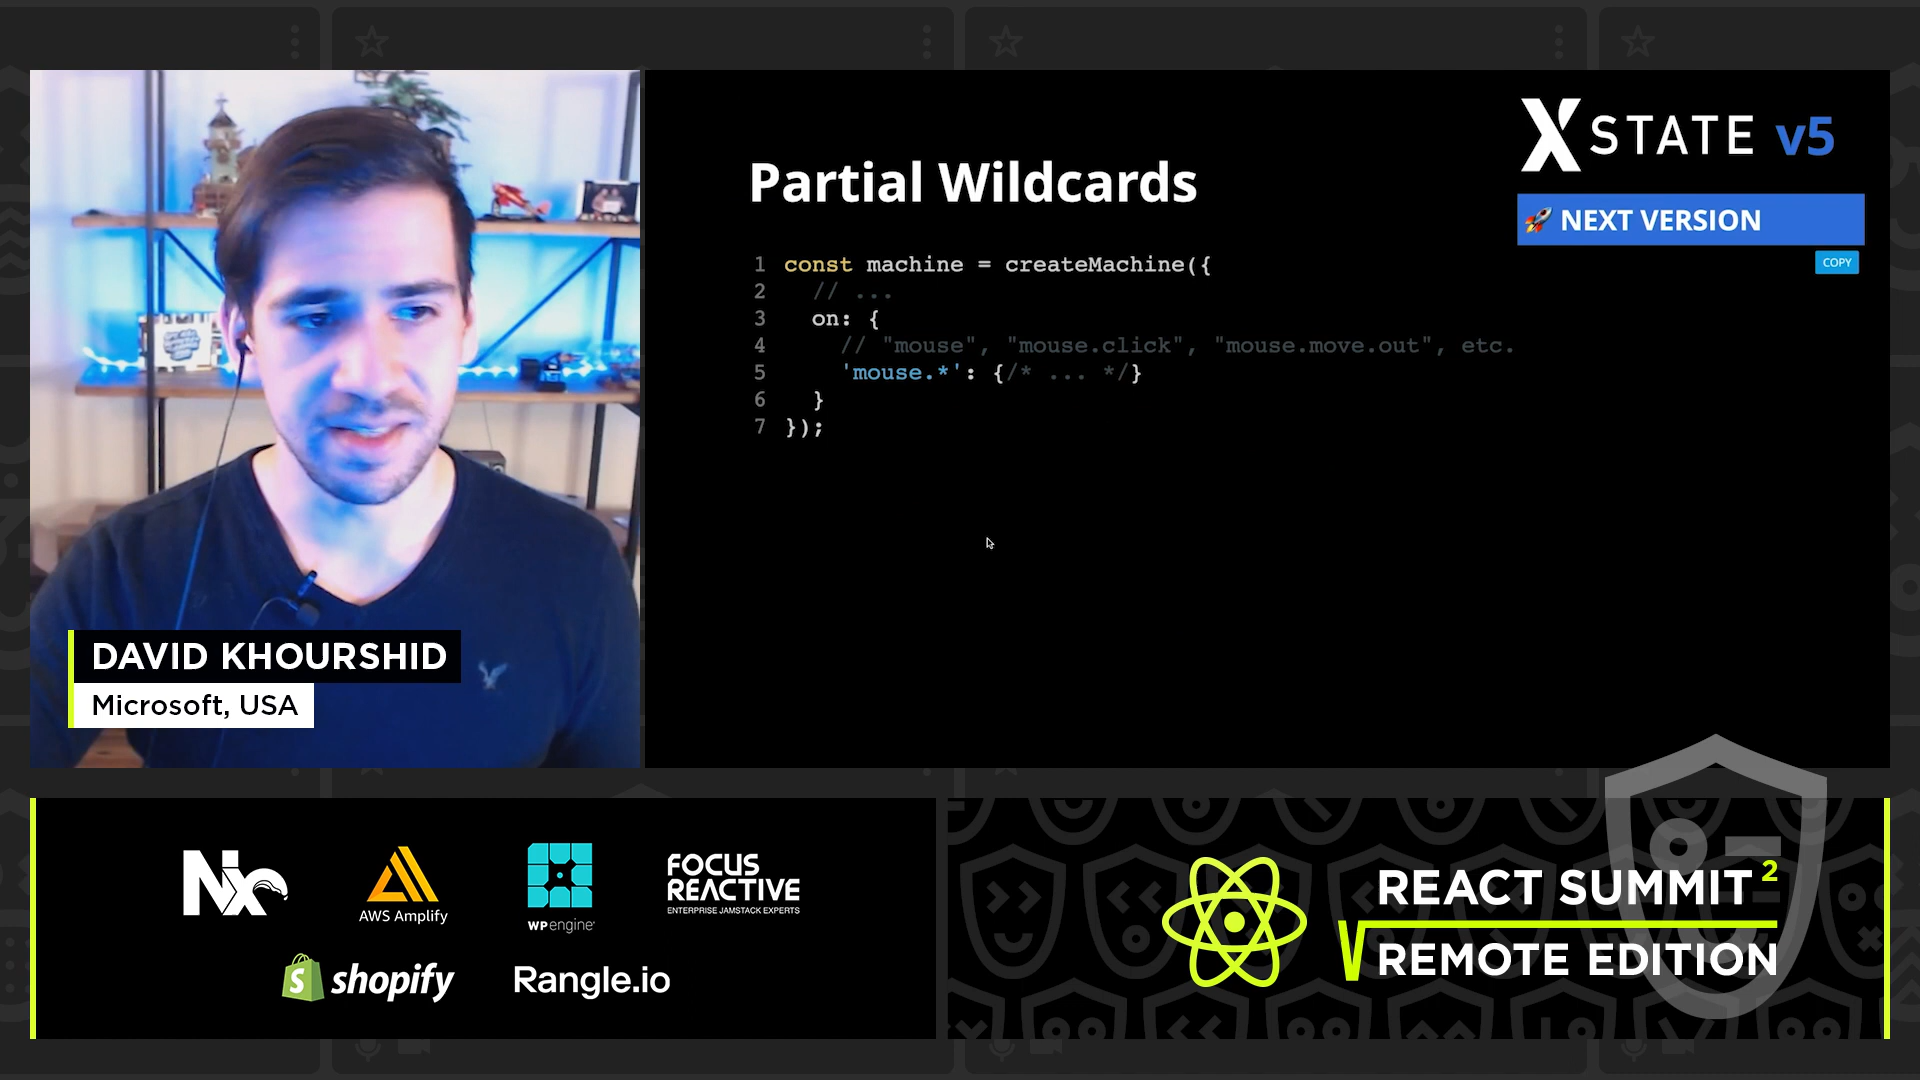 XSTATE v5
Partial Wildcards
🚀 NEXT VERSION
COPY
1 const machine = createMachine({
2 // ...
3 on: {
4 // "mouse", "mouse.click", "mouse.move.out", etc.
5 'mouse.*': {/* ... */}
6 }
7 });
DAVID KHOURSHID
Microsoft, USA
Nx
AWS Amplify
WP engine
FOCUS
REACTIVE
ENTERPRISE JAMSTACK EXPERTS
shopify
Rangle.io
REACT SUMMIT 2
REMOTE EDITION